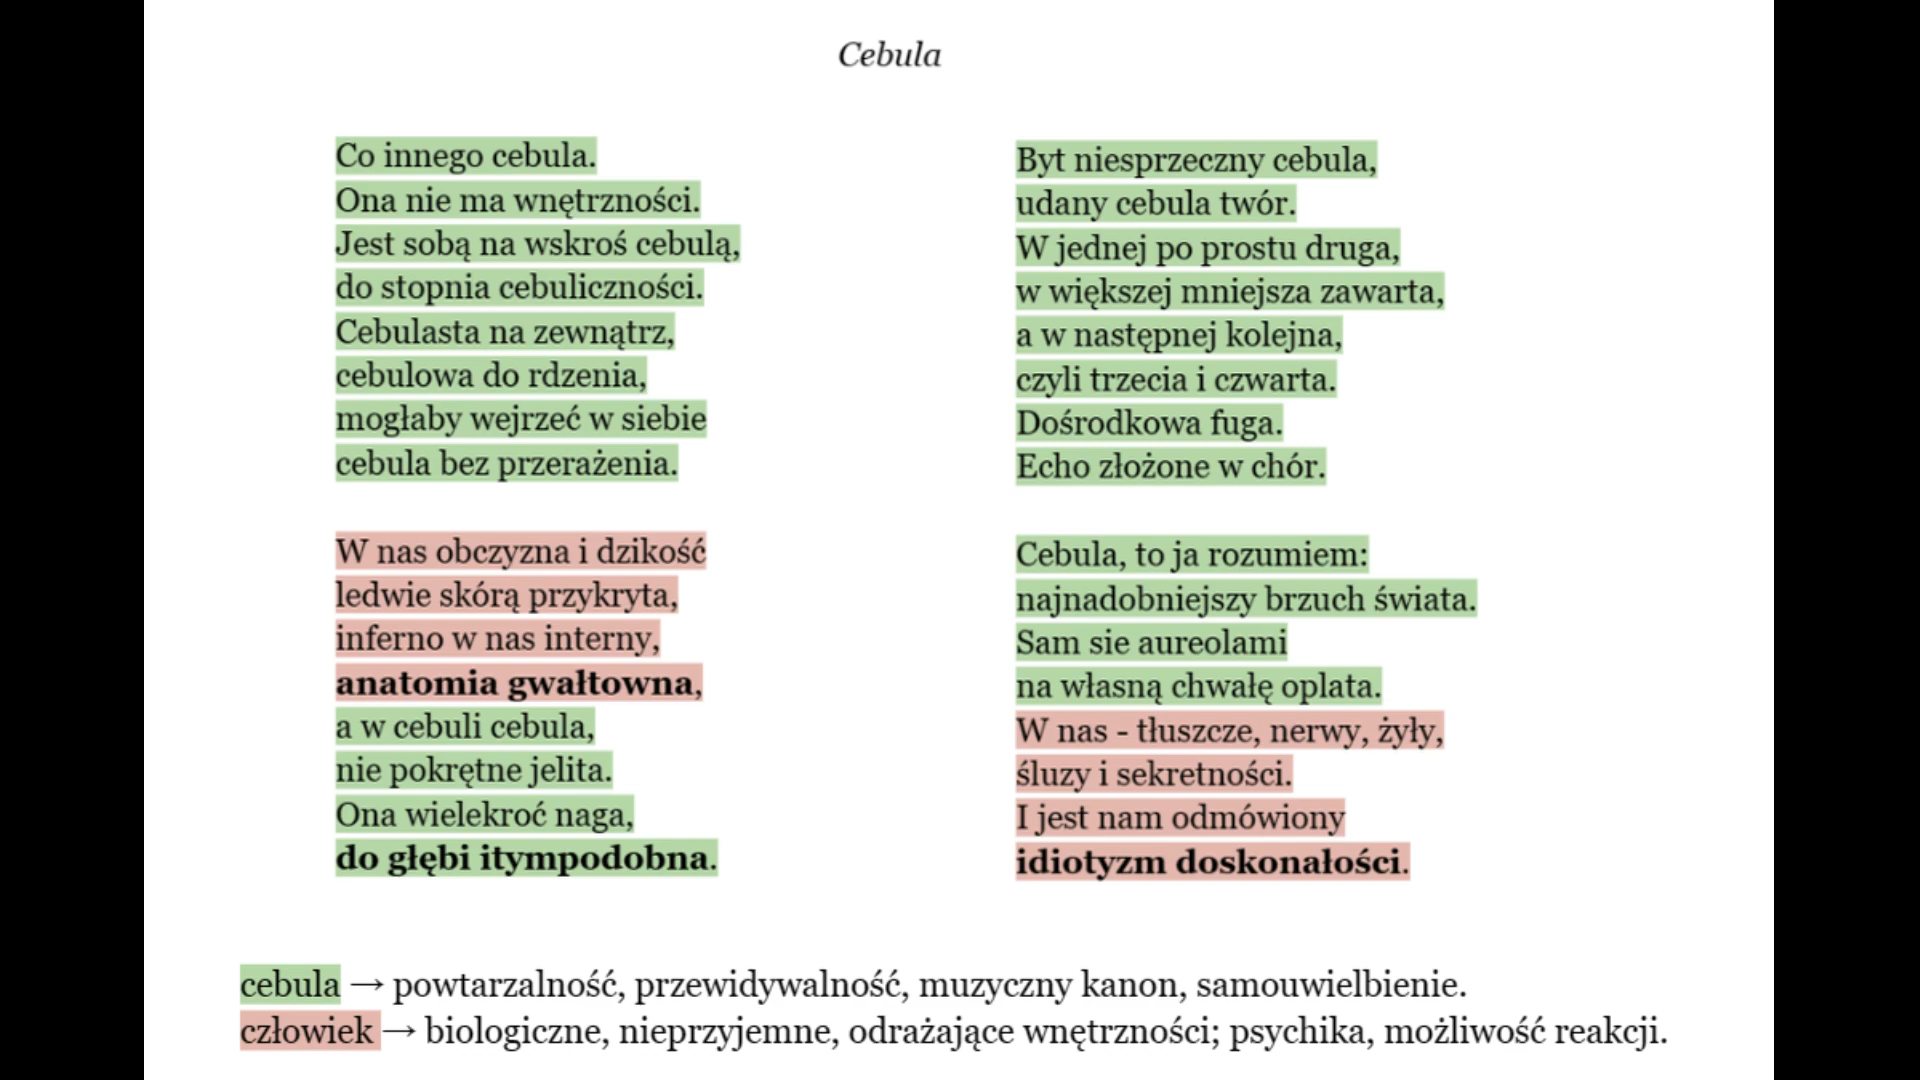 Cebula
Co innego cebula.
Ona nie ma wnętrzności.
Jest sobą na wskroś cebulą,
do stopnia cebuliczności.
Cebulasta na zewnątrz,
cebulowa do rdzenia,
mogłaby wejrzeć w siebie
cebula bez przerażenia.
W nas obczyzna i dzikość
ledwie skórą przykryta,
inferno w nas interny,
anatomia gwałtowna,
a w cebuli cebula,
nie pokrętne jelita.
Ona wielekroć naga,
do głębi itympodobna.
Byt niesprzeczny cebula,
udany cebula twór.
W jednej po prostu druga,
w większej mniejsza zawarta,
a w następnej kolejna,
czyli trzecia i czwarta.
Dośrodkowa fuga.
Echo złożone w chór.
Cebula, to ja rozumiem:
najnadobniejszy brzuch świata.
Sam sie aureolami
na własną chwałę oplata.
W nas - tłuszcze, nerwy, żyły,
śluzy i sekretności.
I jest nam odmówiony
idiotyzm doskonałości.
cebula → powtarzalność, przewidywalność, muzyczny kanon, samouwielbienie.
człowiek → biologiczne, nieprzyjemne, odrażające wnętrzności; psychika, możliwość reakcji.